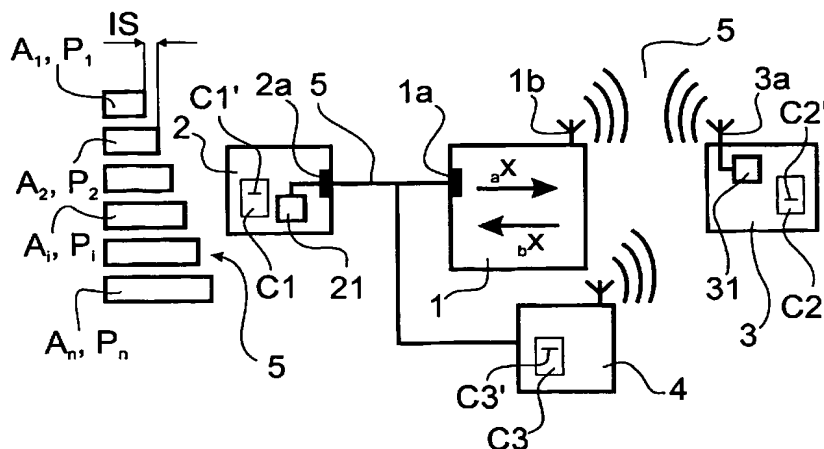 IS
A1, P1
A2, P2
Ai, Pi
An, Pn
5
C1'
2
2a
5
C1
21
1a
1b
aX
bX
1
5
3a
C2'
31
3
C2
C3'
C3
4